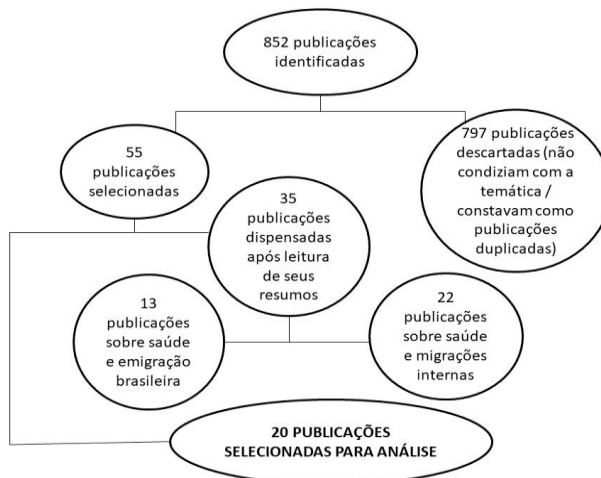 852 publicações
identificadas
55
publicações
selecionadas
797 publicações
descartadas (não
condiziam com a
temática /
constavam como
publicações
duplicadas)
35
publicações
dispensadas
após leitura
de seus
resumos
13
publicações
sobre saúde
e emigração
brasileira
22
publicações
sobre saúde
e migrações
internas
20 PUBLICAÇÕES
SELECIONADAS PARA ANÁLISE